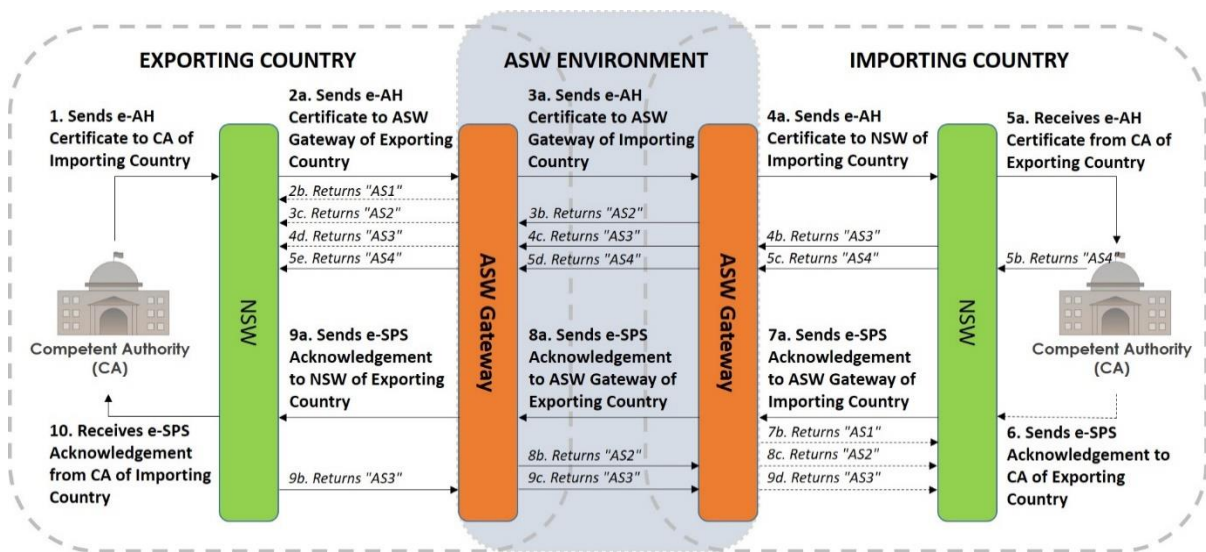 EXPORTING COUNTRY
ASW ENVIRONMENT
IMPORTING COUNTRY
1. Sends e-AH
Certificate to CA of
Importing Country
2a. Sends e-AH
Certificate to ASW
Gateway of Exporting
Country
3a. Sends e-AH
Certificate to ASW
Gateway of Importing
Country
4a. Sends e-AH
Certificate to NSW of
Importing Country
5a. Receives e-AH
Certificate from CA of
Exporting Country
2b. Returns "AS1"
3c. Returns "AS2"
4d. Returns "AS3"
5e. Returns "AS4"
3b. Returns "AS2"
4c. Returns "AS3"
5d. Returns "AS4"
4b. Returns "AS3"
5c. Returns "AS4"
5b. Returns "AS4"
NSW
ASW Gateway
ASW Gateway
NSW
Competent Authority
(CA)
Competent Authority
(CA)
9a. Sends e-SPS
Acknowledgement
to NSW of Exporting
Country
8a. Sends e-SPS
Acknowledgement
to ASW Gateway of
Exporting Country
7a. Sends e-SPS
Acknowledgement to
ASW Gateway of
Importing Country
10. Receives e-SPS
Acknowledgement
from CA of Importing
Country
9b. Returns "AS3"
8b. Returns "AS2"
9c. Returns "AS3"
7b. Returns "AS1"
8c. Returns "AS2"
9d. Returns "AS3"
6. Sends e-SPS
Acknowledgement to
CA of Exporting
Country